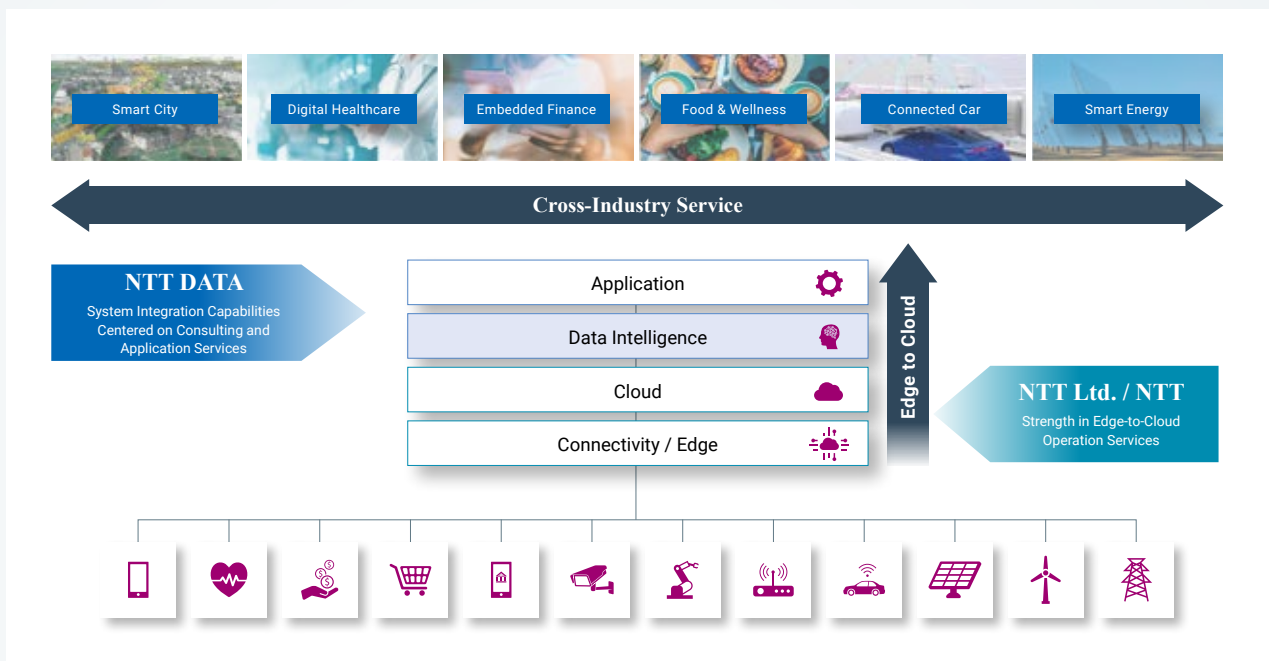 Smart City
Digital Healthcare
Embedded Finance
Food & Wellness
Connected Car
Smart Energy
Cross-Industry Service
NTT DATA
System Integration Capabilities
Centered on Consulting and
Application Services
Application
Data Intelligence
Cloud
Connectivity / Edge
Edge to Cloud
NTT Ltd. / NTT
Strength in Edge-to-Cloud
Operation Services